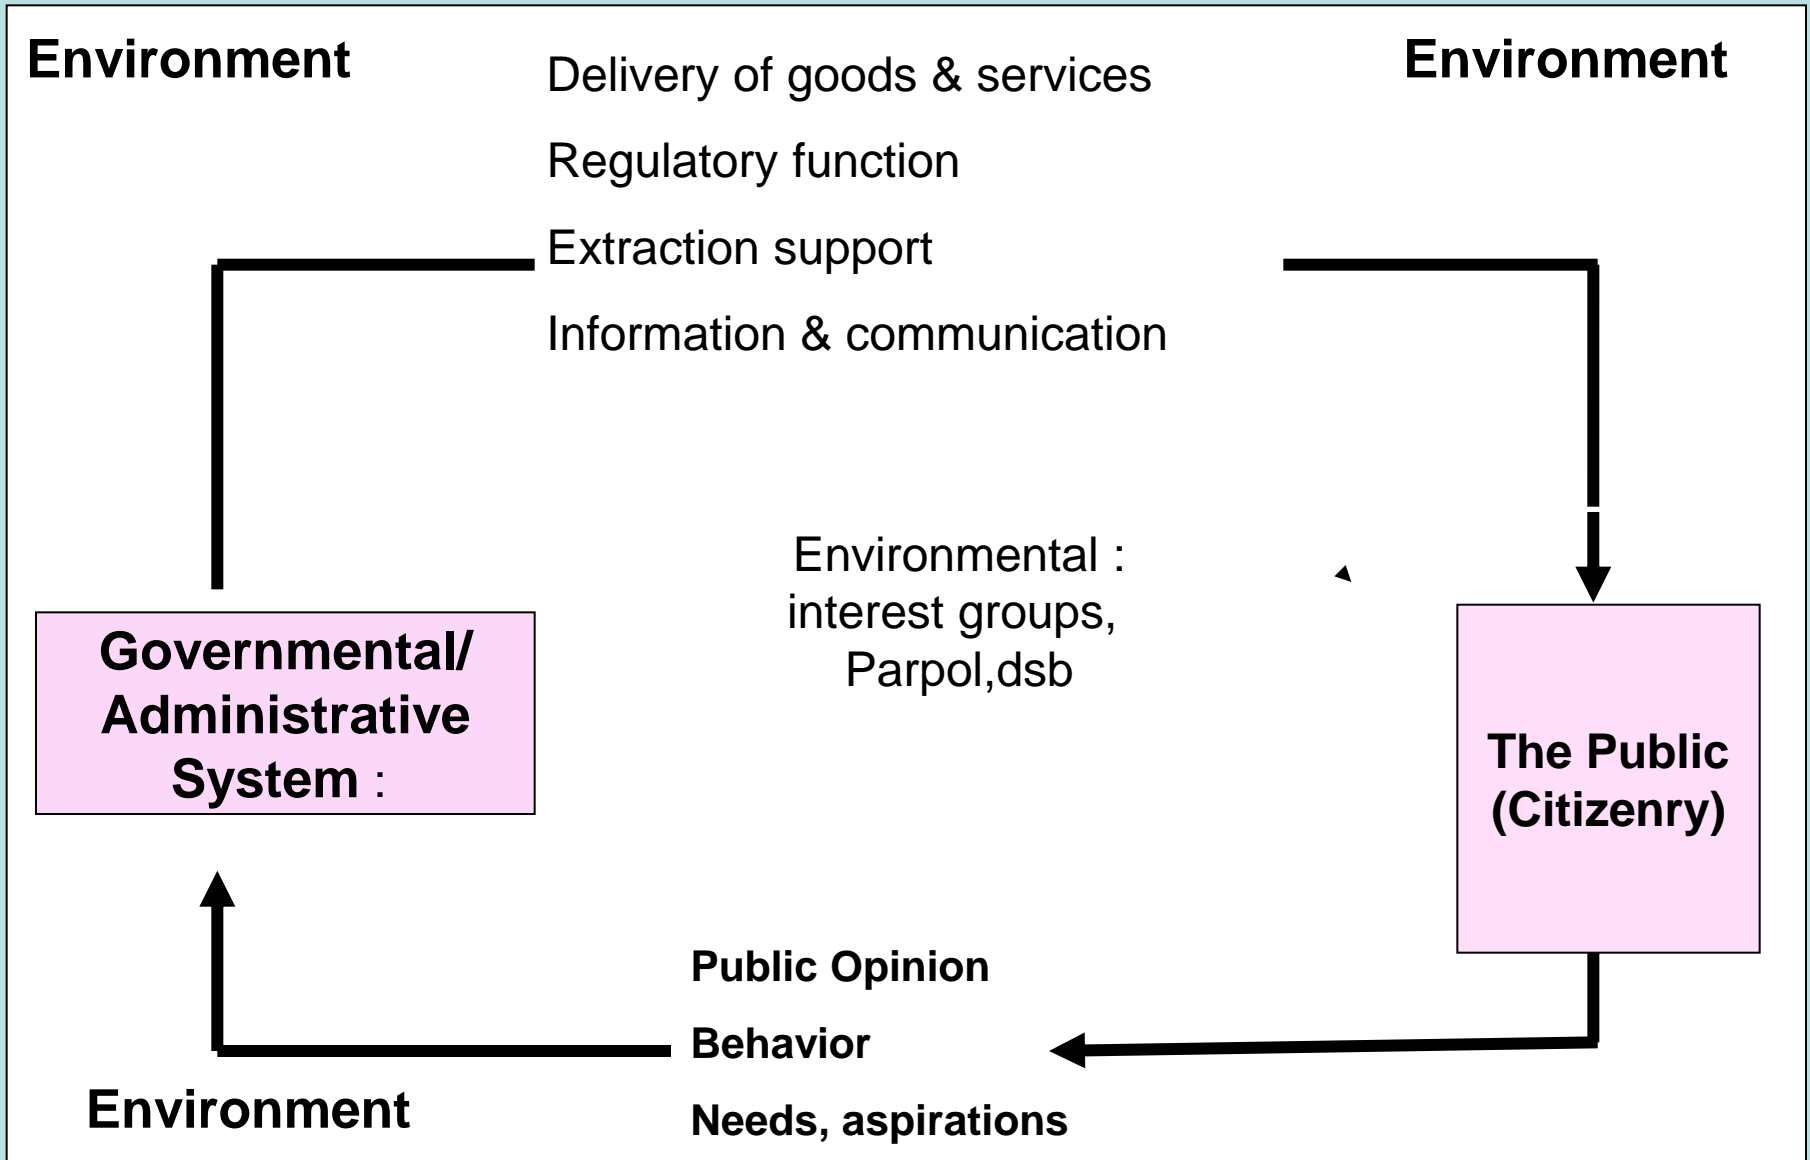 Environment
Environment
Delivery of goods & services
Regulatory function
Extraction support
Information & communication
Environmental :
interest groups,
Parpol,dsb
Governmental/
Administrative
System :
The Public
(Citizenry)
Public Opinion
Behavior
Needs, aspirations
Environment